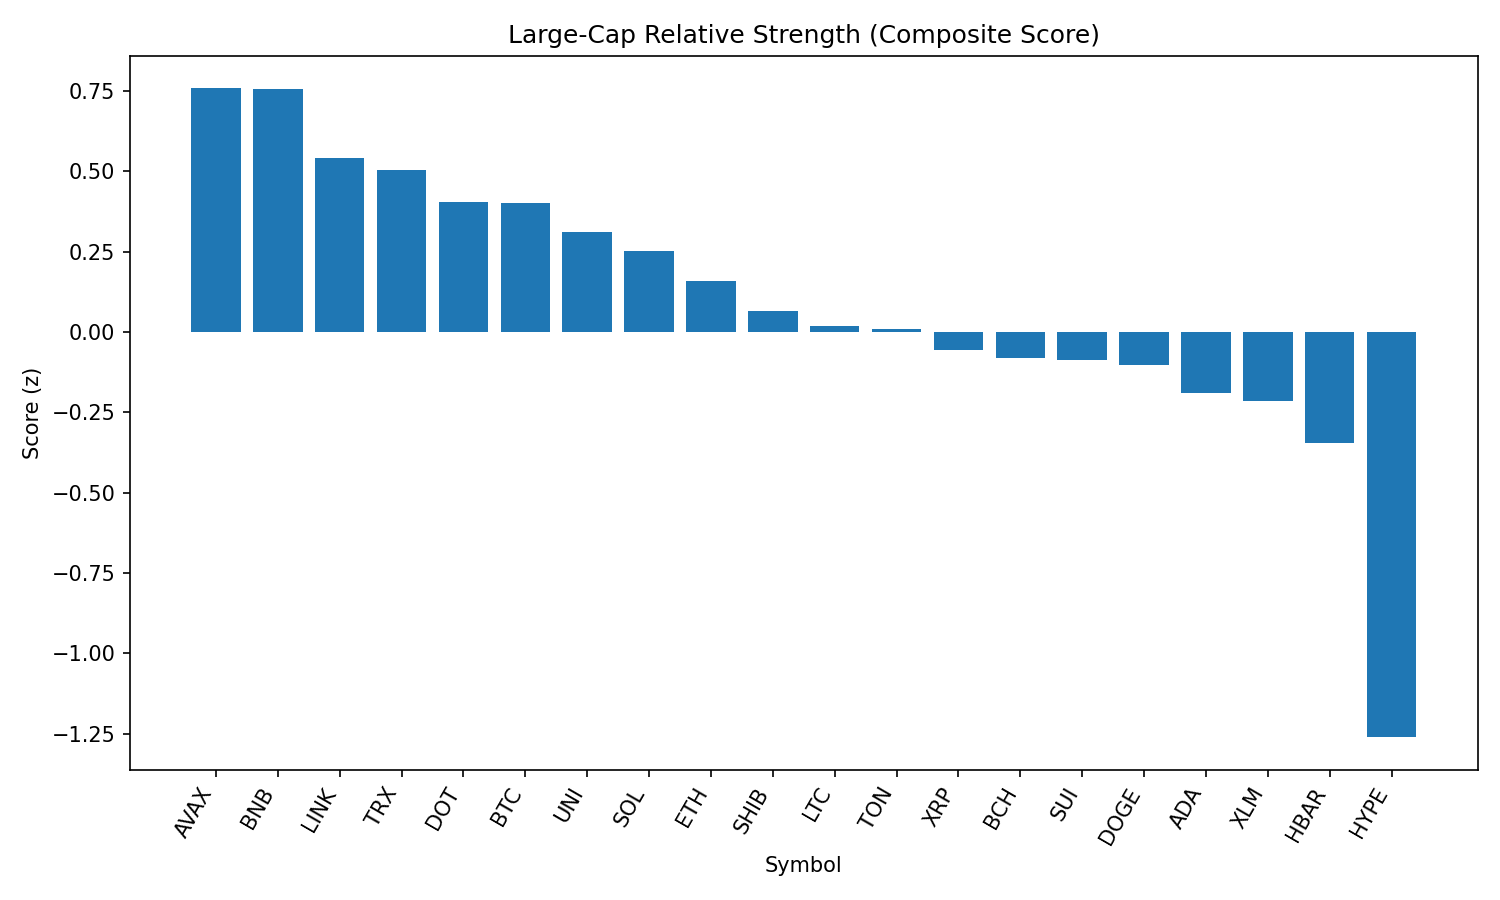 Large-Cap Relative Strength (Composite Score)
Score (z)
0.75
0.50
0.25
0.00
−0.25
−0.50
−0.75
−1.00
−1.25
AVAX
BNB
LINK
TRX
DOT
BTC
UNI
SOL
ETH
SHIB
LTC
TON
XRP
BCH
SUI
DOGE
ADA
XLM
HBAR
HYPE
Symbol